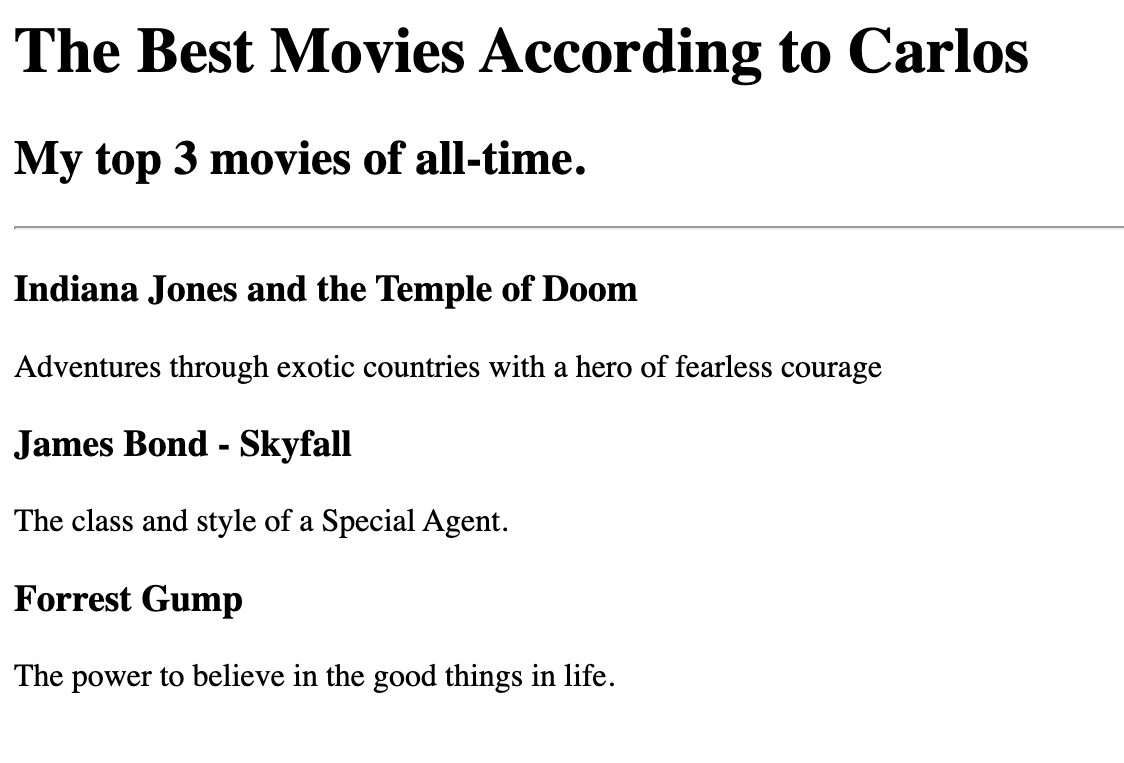 The Best Movies According to Carlos
My top 3 movies of all-time.
Indiana Jones and the Temple of Doom
Adventures through exotic countries with a hero of fearless courage
James Bond - Skyfall
The class and style of a Special Agent.
Forrest Gump
The power to believe in the good things in life.